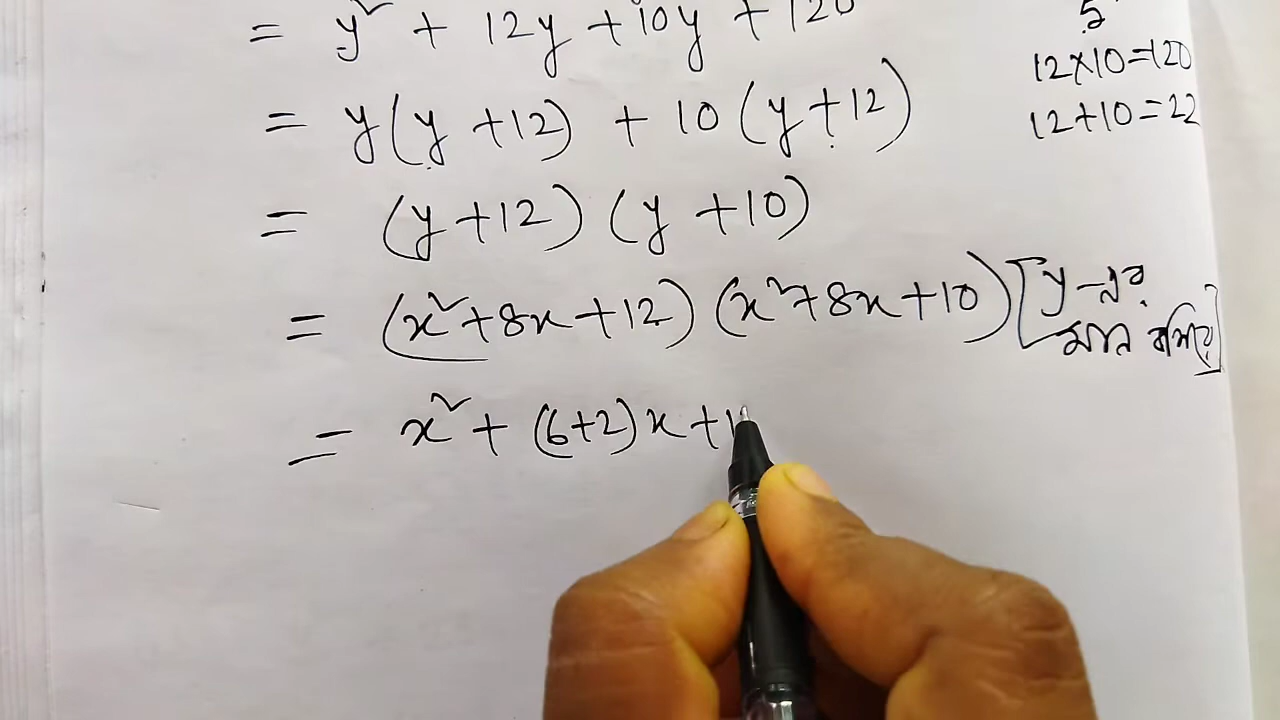 = y² + 12y + 10y + 120
= y(y + 12) + 10(y + 12)
= (y + 12)(y + 10)
= (x² + 8x + 12)(x² + 8x + 10) [y-এর
মান বসিয়ে]
= x² + (6+2)x + 1
5
12×10=120
12+10=22